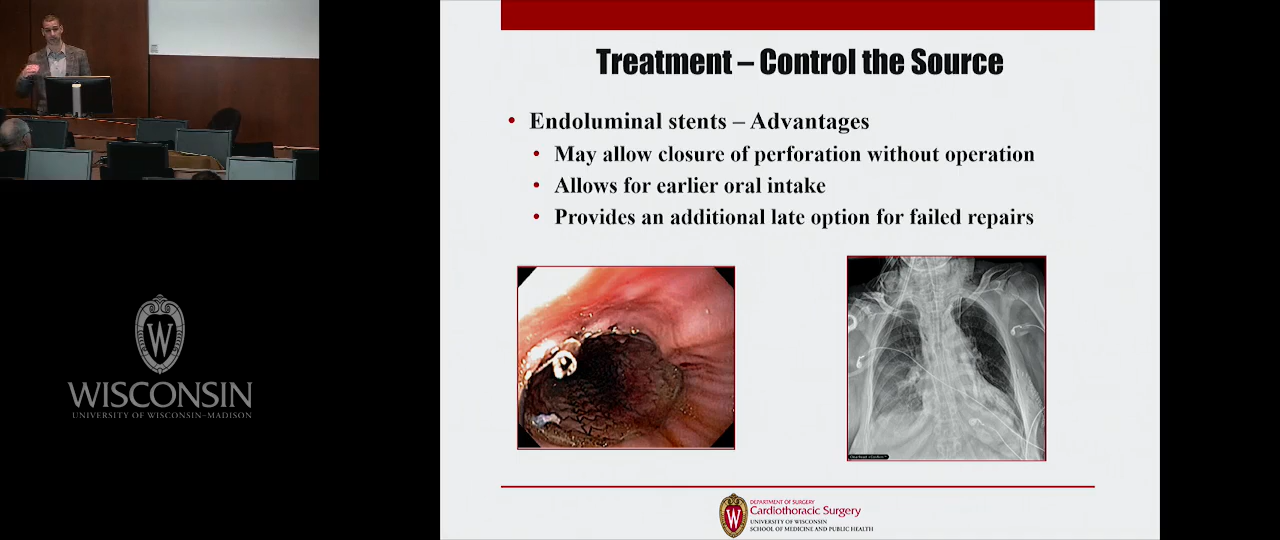 Treatment – Control the Source
• Endoluminal stents – Advantages
• May allow closure of perforation without operation
• Allows for earlier oral intake
• Provides an additional late option for failed repairs
W
WISCONSIN
UNIVERSITY OF WISCONSIN–MADISON
W
DEPARTMENT OF SURGERY
Cardiothoracic Surgery
UNIVERSITY OF WISCONSIN
SCHOOL OF MEDICINE AND PUBLIC HEALTH